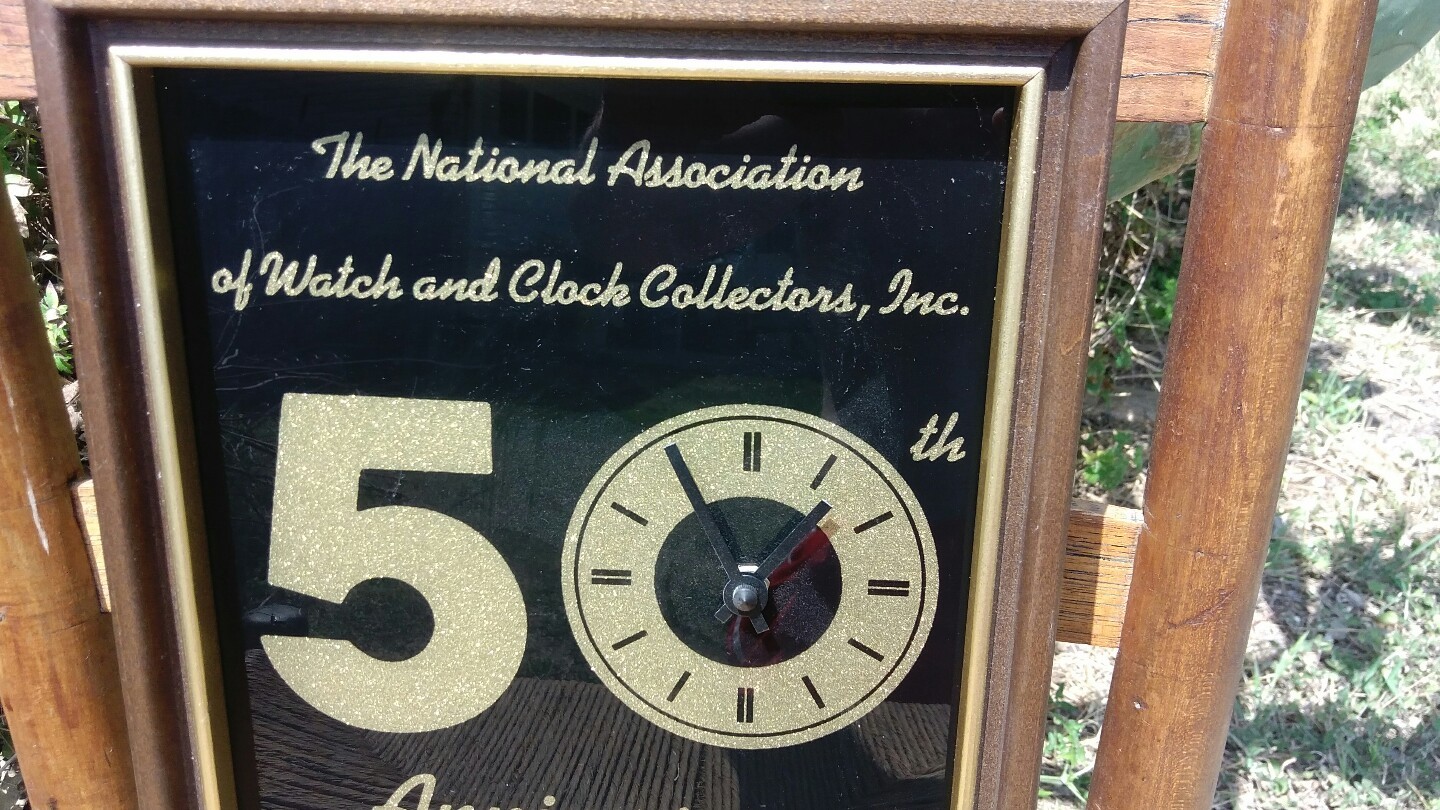 The National Association
of Watch and Clock Collectors, Inc.
50th